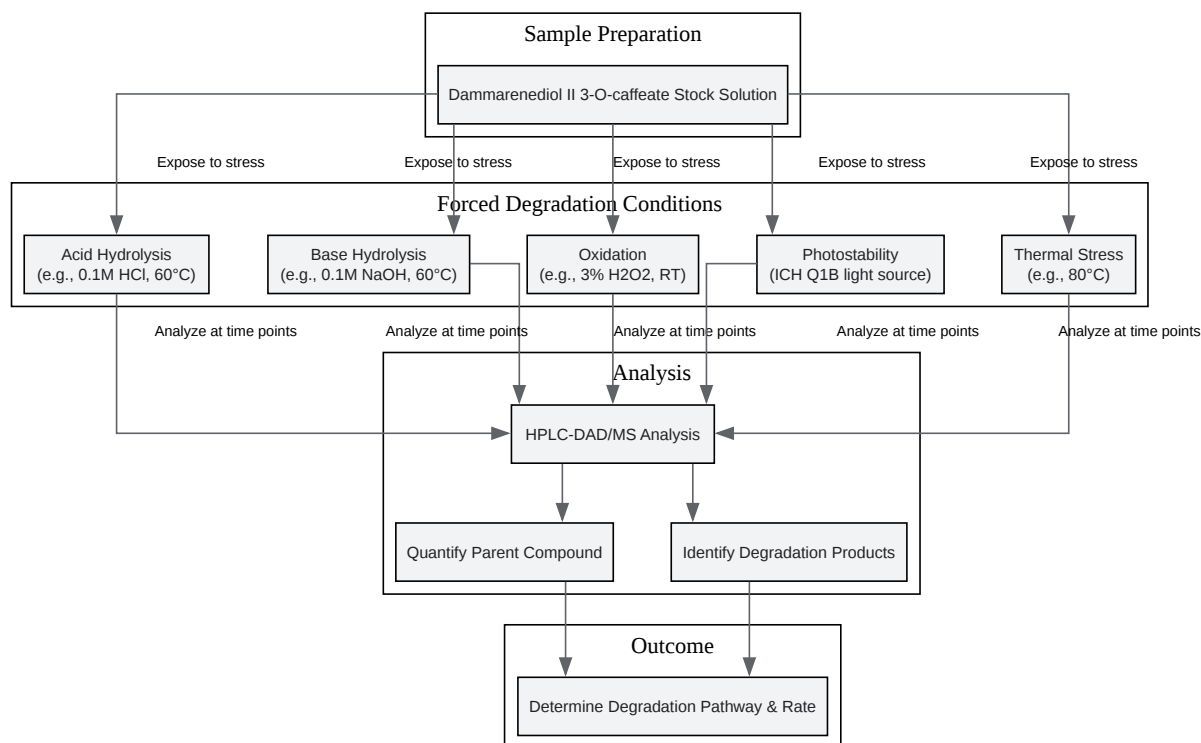 Sample Preparation
Dammarenediol II 3-O-caffeate Stock Solution
Expose to stress
Expose to stress
Expose to stress
Expose to stress
Expose to stress
Forced Degradation Conditions
Acid Hydrolysis
(e.g., 0.1M HCl, 60°C)
Base Hydrolysis
(e.g., 0.1M NaOH, 60°C)
Oxidation
(e.g., 3% H2O2, RT)
Photostability
(ICH Q1B light source)
Thermal Stress
(e.g., 80°C)
Analyze at time points
Analyze at time points
Analyze at time points
Analyze at time points
Analyze at time points
Analysis
HPLC-DAD/MS Analysis
Quantify Parent Compound
Identify Degradation Products
Outcome
Determine Degradation Pathway & Rate